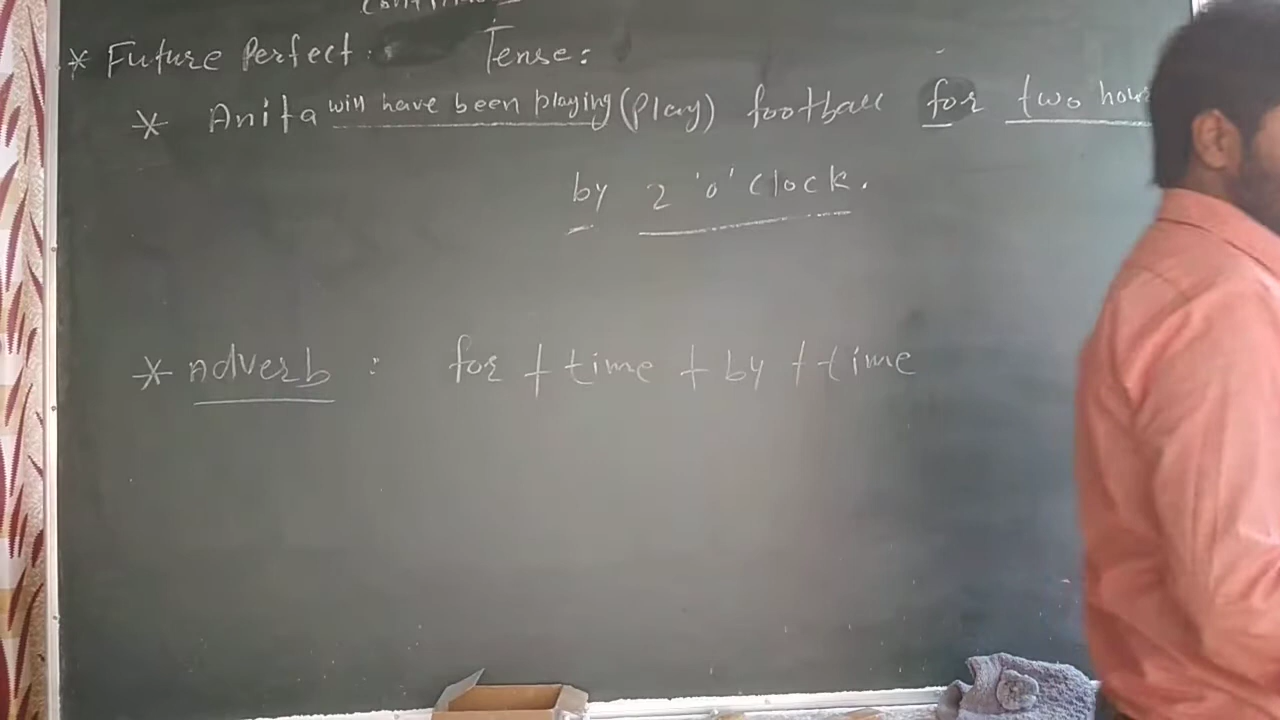 * Future Perfect : Tense:
* Anita will have been playing (Play) football for two hou
by 2 'o' clock.
* Adverb : for + time + by + time